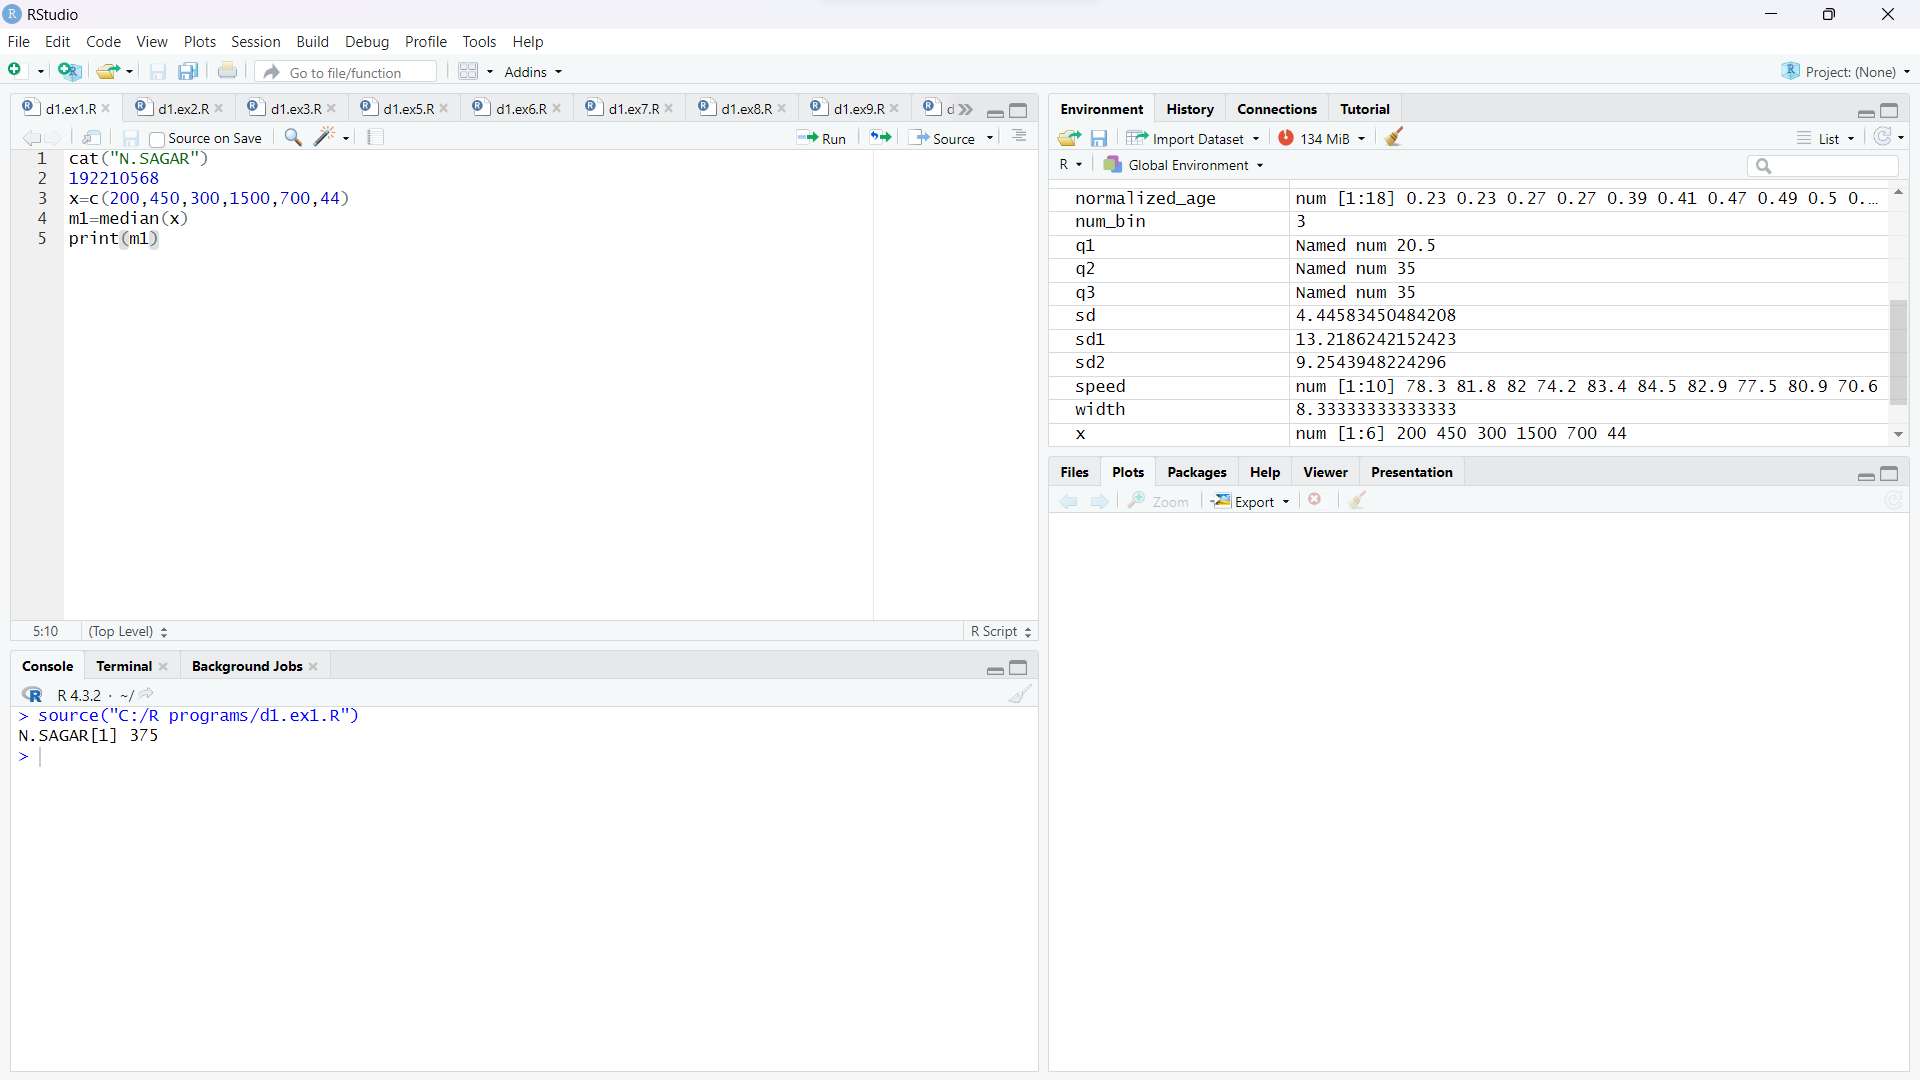 RStudio
File Edit Code View Plots Session Build Debug Profile Tools Help
Go to file/function Addins Project: (None)
d1.ex1.R d1.ex2.R d1.ex3.R d1.ex5.R d1.ex6.R d1.ex7.R d1.ex8.R d1.ex9.R d
Source on Save Run Source
1 cat("N.SAGAR")
2 192210568
3 x=c(200,450,300,1500,700,44)
4 m1=median(x)
5 print(m1)
5:10 (Top Level) R Script
Console Terminal Background Jobs
R 4.3.2 · ~/
> source("C:/R programs/d1.ex1.R")
N.SAGAR[1] 375
>
Environment History Connections Tutorial
Import Dataset 134 MiB List
R Global Environment
normalized_age num [1:18] 0.23 0.23 0.27 0.27 0.39 0.41 0.47 0.49 0.5 0...
num_bin 3
q1 Named num 20.5
q2 Named num 35
q3 Named num 35
sd 4.44583450484208
sd1 13.2186242152423
sd2 9.2543948224296
speed num [1:10] 78.3 81.8 82 74.2 83.4 84.5 82.9 77.5 80.9 70.6
width 8.33333333333333
x num [1:6] 200 450 300 1500 700 44
Files Plots Packages Help Viewer Presentation
Zoom Export